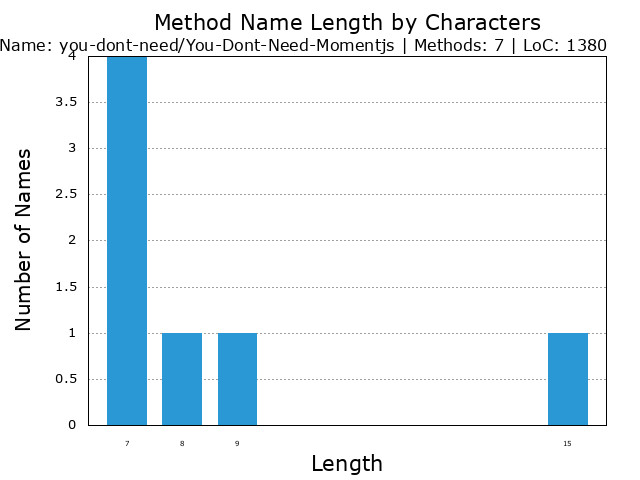 Method Name Length by Characters
Name: you-dont-need/You-Dont-Need-Momentjs | Methods: 7 | LoC: 1380
4
3.5
3
2.5
2
1.5
1
0.5
0
Number of Names
7 8 9 15
Length